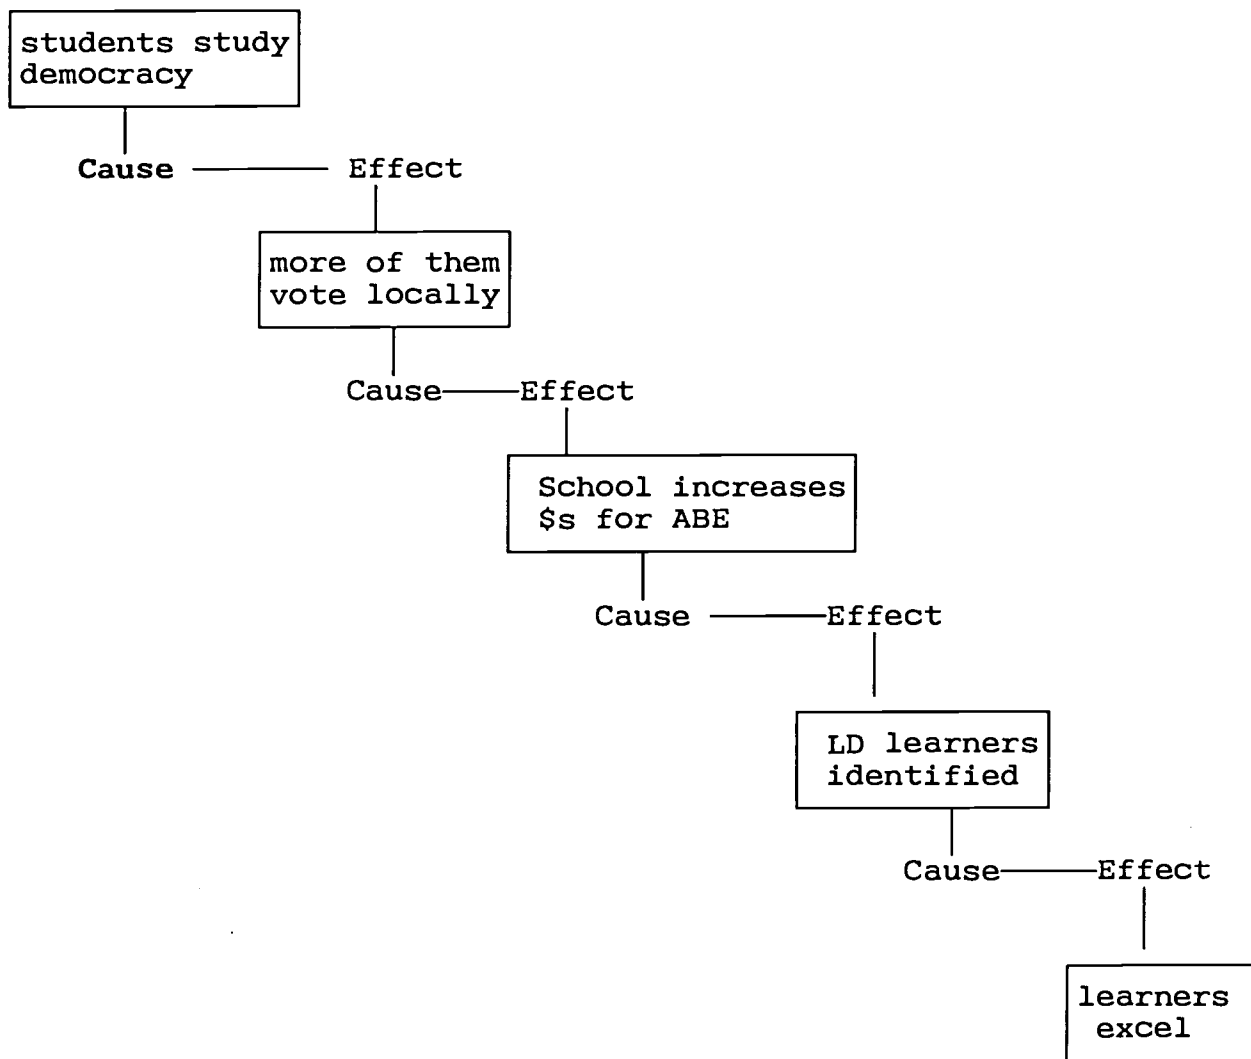 students study
democracy
Cause Effect
more of them
vote locally
Cause Effect
School increases
$s for ABE
Cause Effect
LD learners
identified
Cause Effect
learners
excel